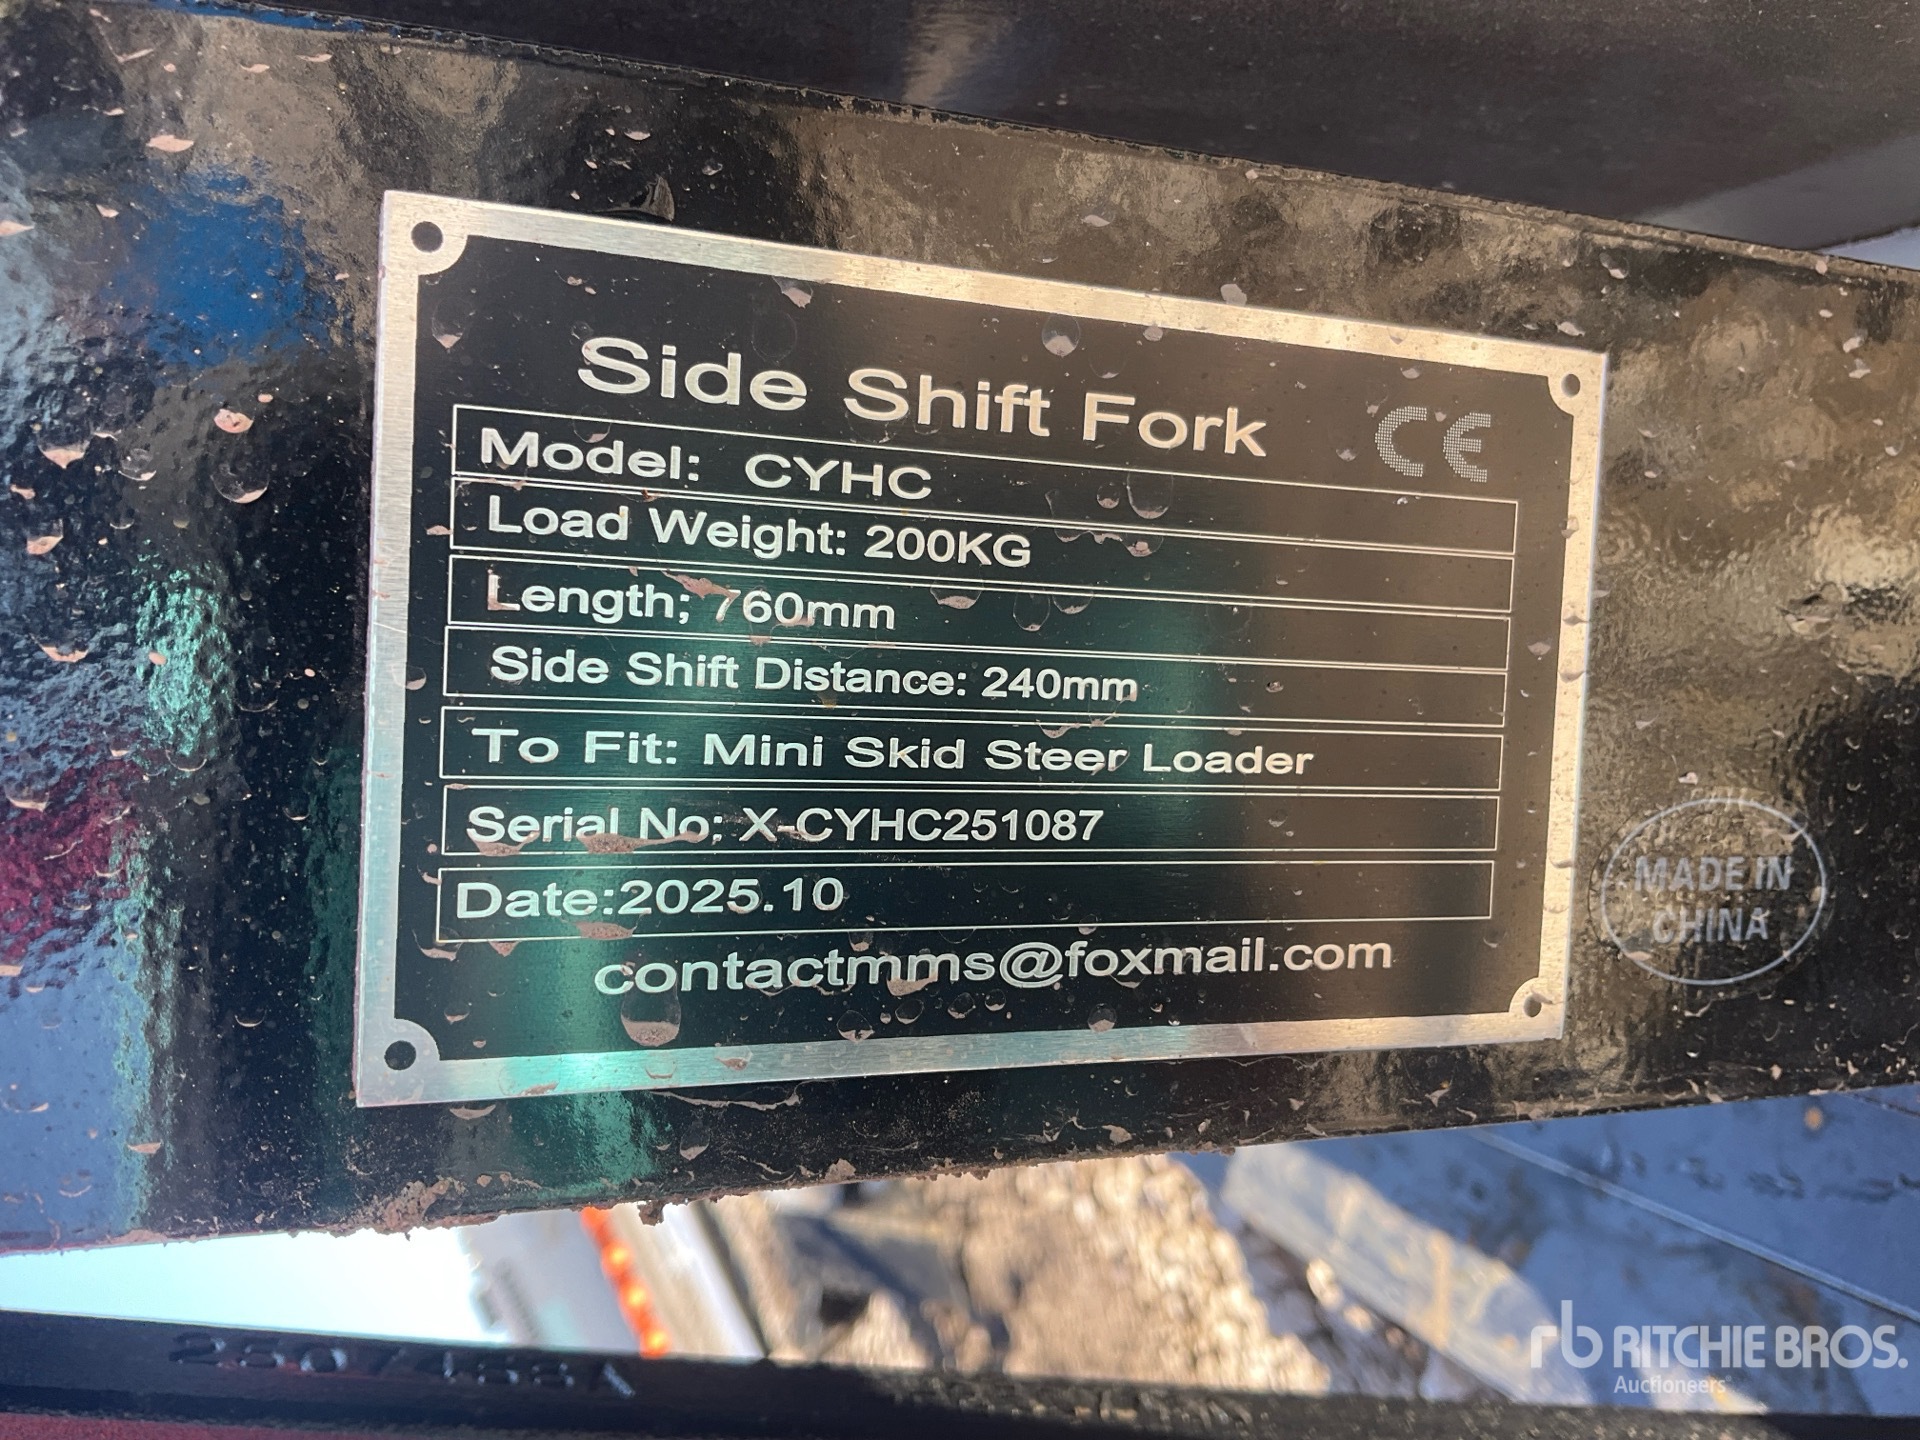 Side Shift Fork
CE
Model: CYHC
Load Weight: 200KG
Length; 760mm
Side Shift Distance: 240mm
To Fit: Mini Skid Steer Loader
Serial No: X-CYHC251087
Date:2025.10
contactmms@foxmail.com
MADE IN
CHINA
rb RITCHIE BROS.
Auctioneers